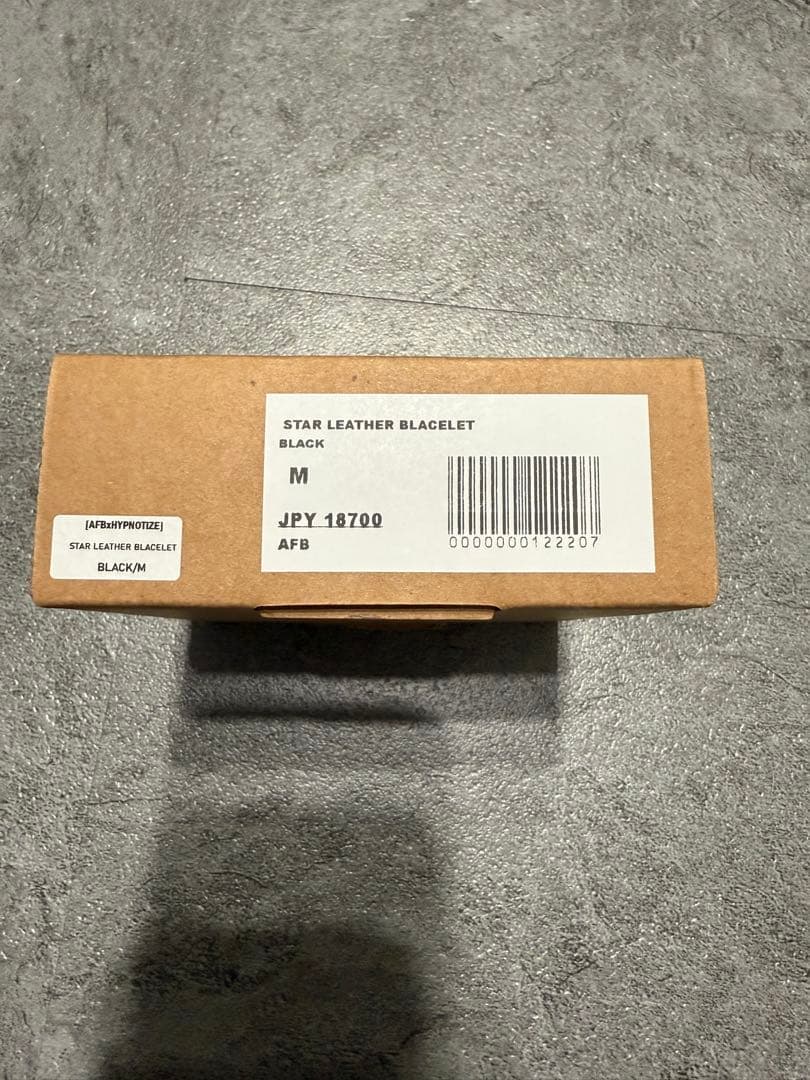 STAR LEATHER BLACELET
BLACK
M
JPY 18700
AFB
0000000122207
[AFBxHYPNOTIZE]
STAR LEATHER BLACELET
BLACK/M